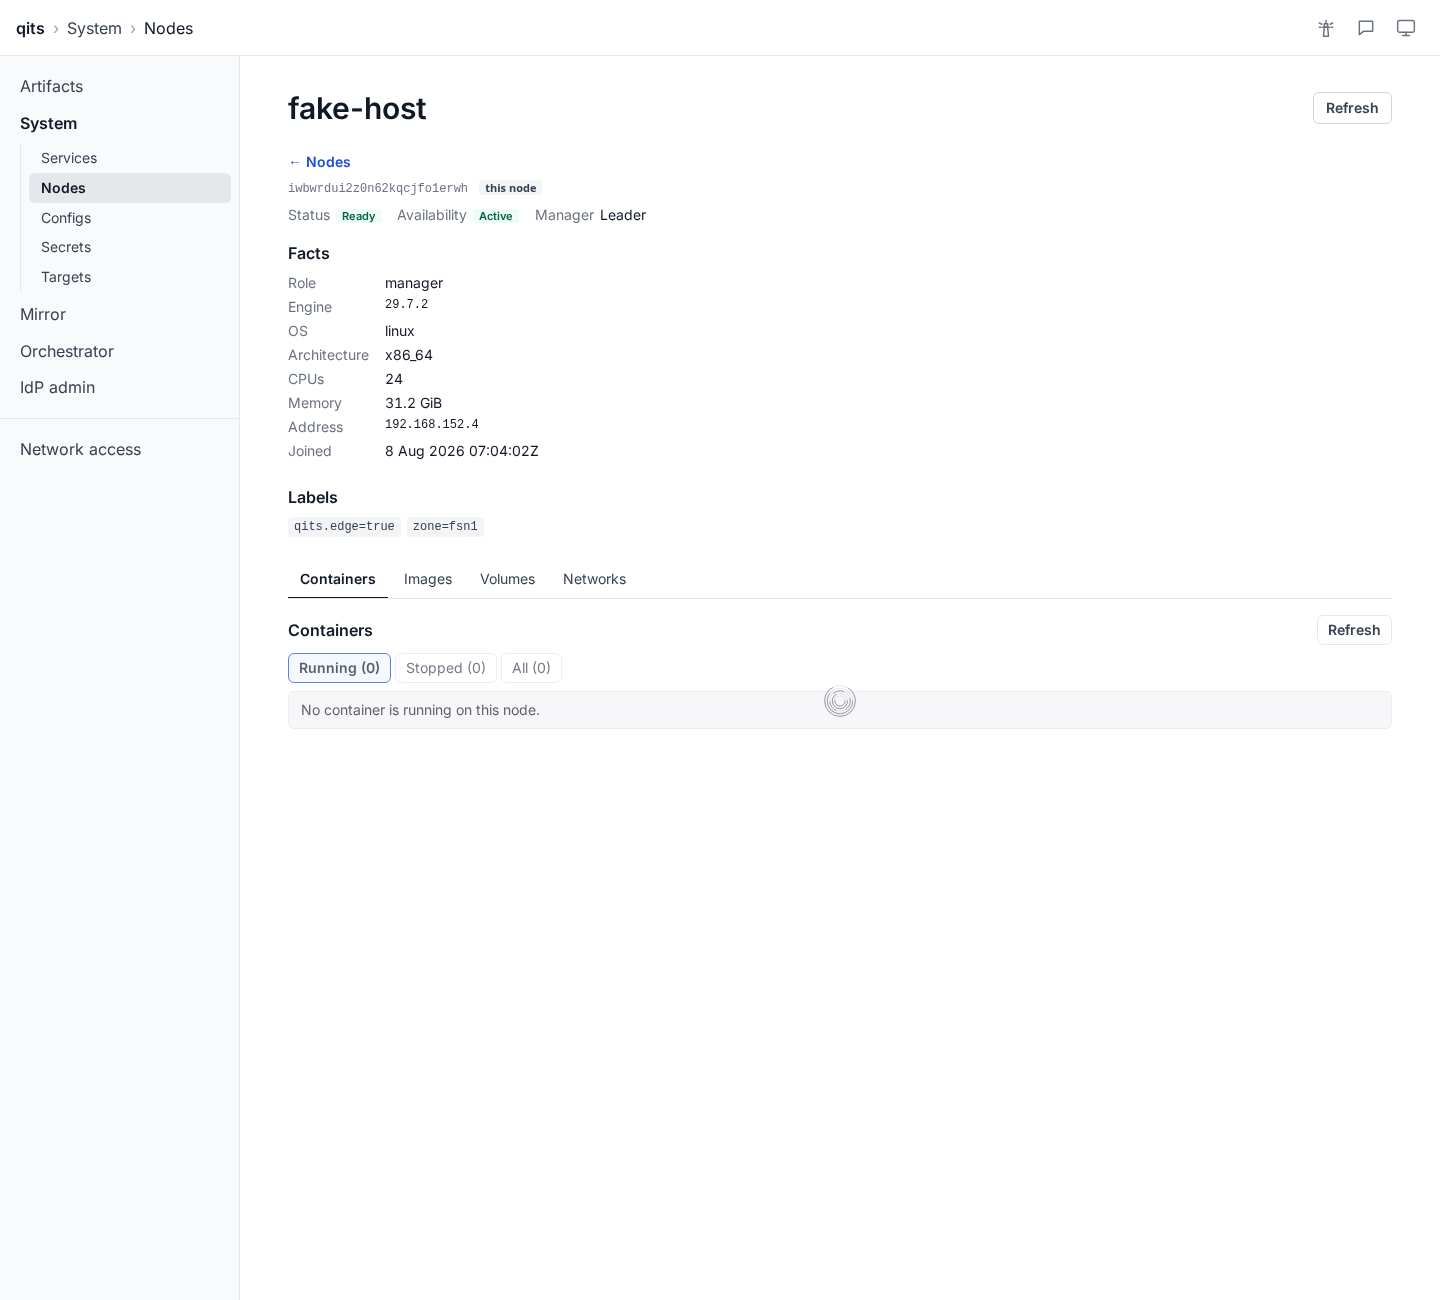 qits › System › Nodes
Artifacts
System
Services
Nodes
Configs
Secrets
Targets
Mirror
Orchestrator
IdP admin
Network access
fake-host
Refresh
← Nodes
iwbwrdui2z0n62kqcjfo1erwh this node
Status Ready Availability Active Manager Leader
Facts
Role manager
Engine 29.7.2
OS linux
Architecture x86_64
CPUs 24
Memory 31.2 GiB
Address 192.168.152.4
Joined 8 Aug 2026 07:04:02Z
Labels
qits.edge=true zone=fsn1
Containers Images Volumes Networks
Containers
Refresh
Running (0) Stopped (0) All (0)
No container is running on this node.